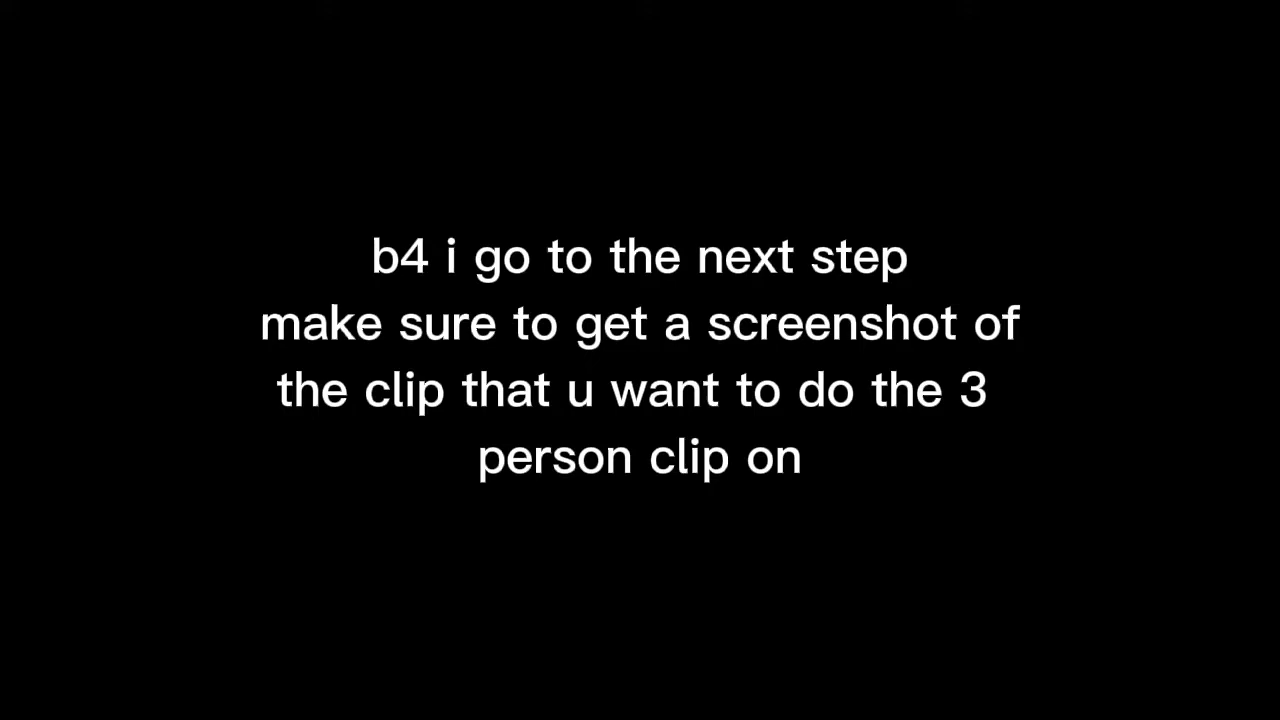 b4 i go to the next step
make sure to get a screenshot of
the clip that u want to do the 3
person clip on